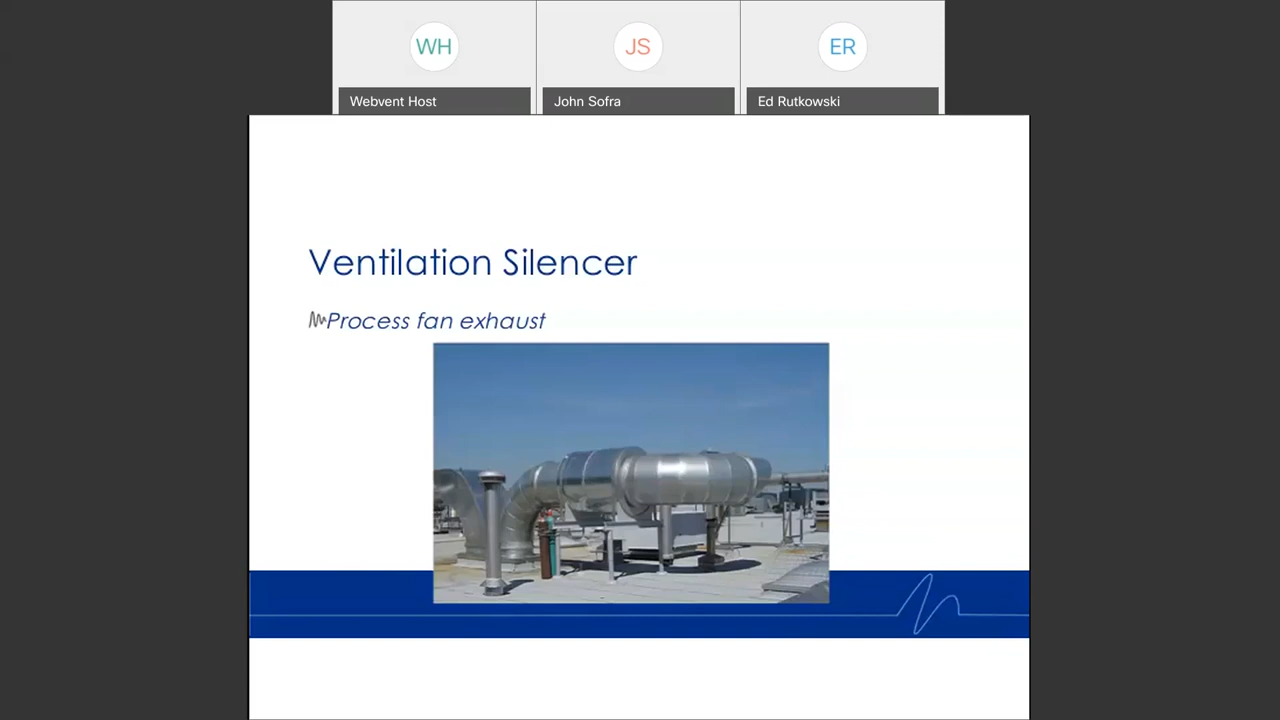 WH
JS
ER
Webvent Host
John Sofra
Ed Rutkowski
Ventilation Silencer
Process fan exhaust